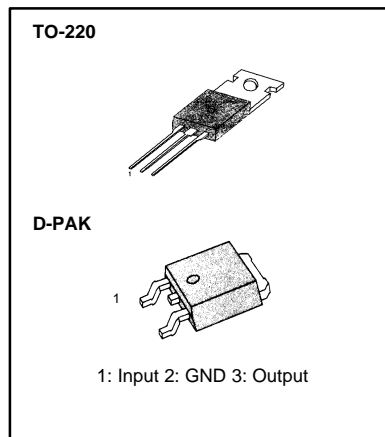 TO-220
1
D-PAK
1
1: Input 2: GND 3: Output